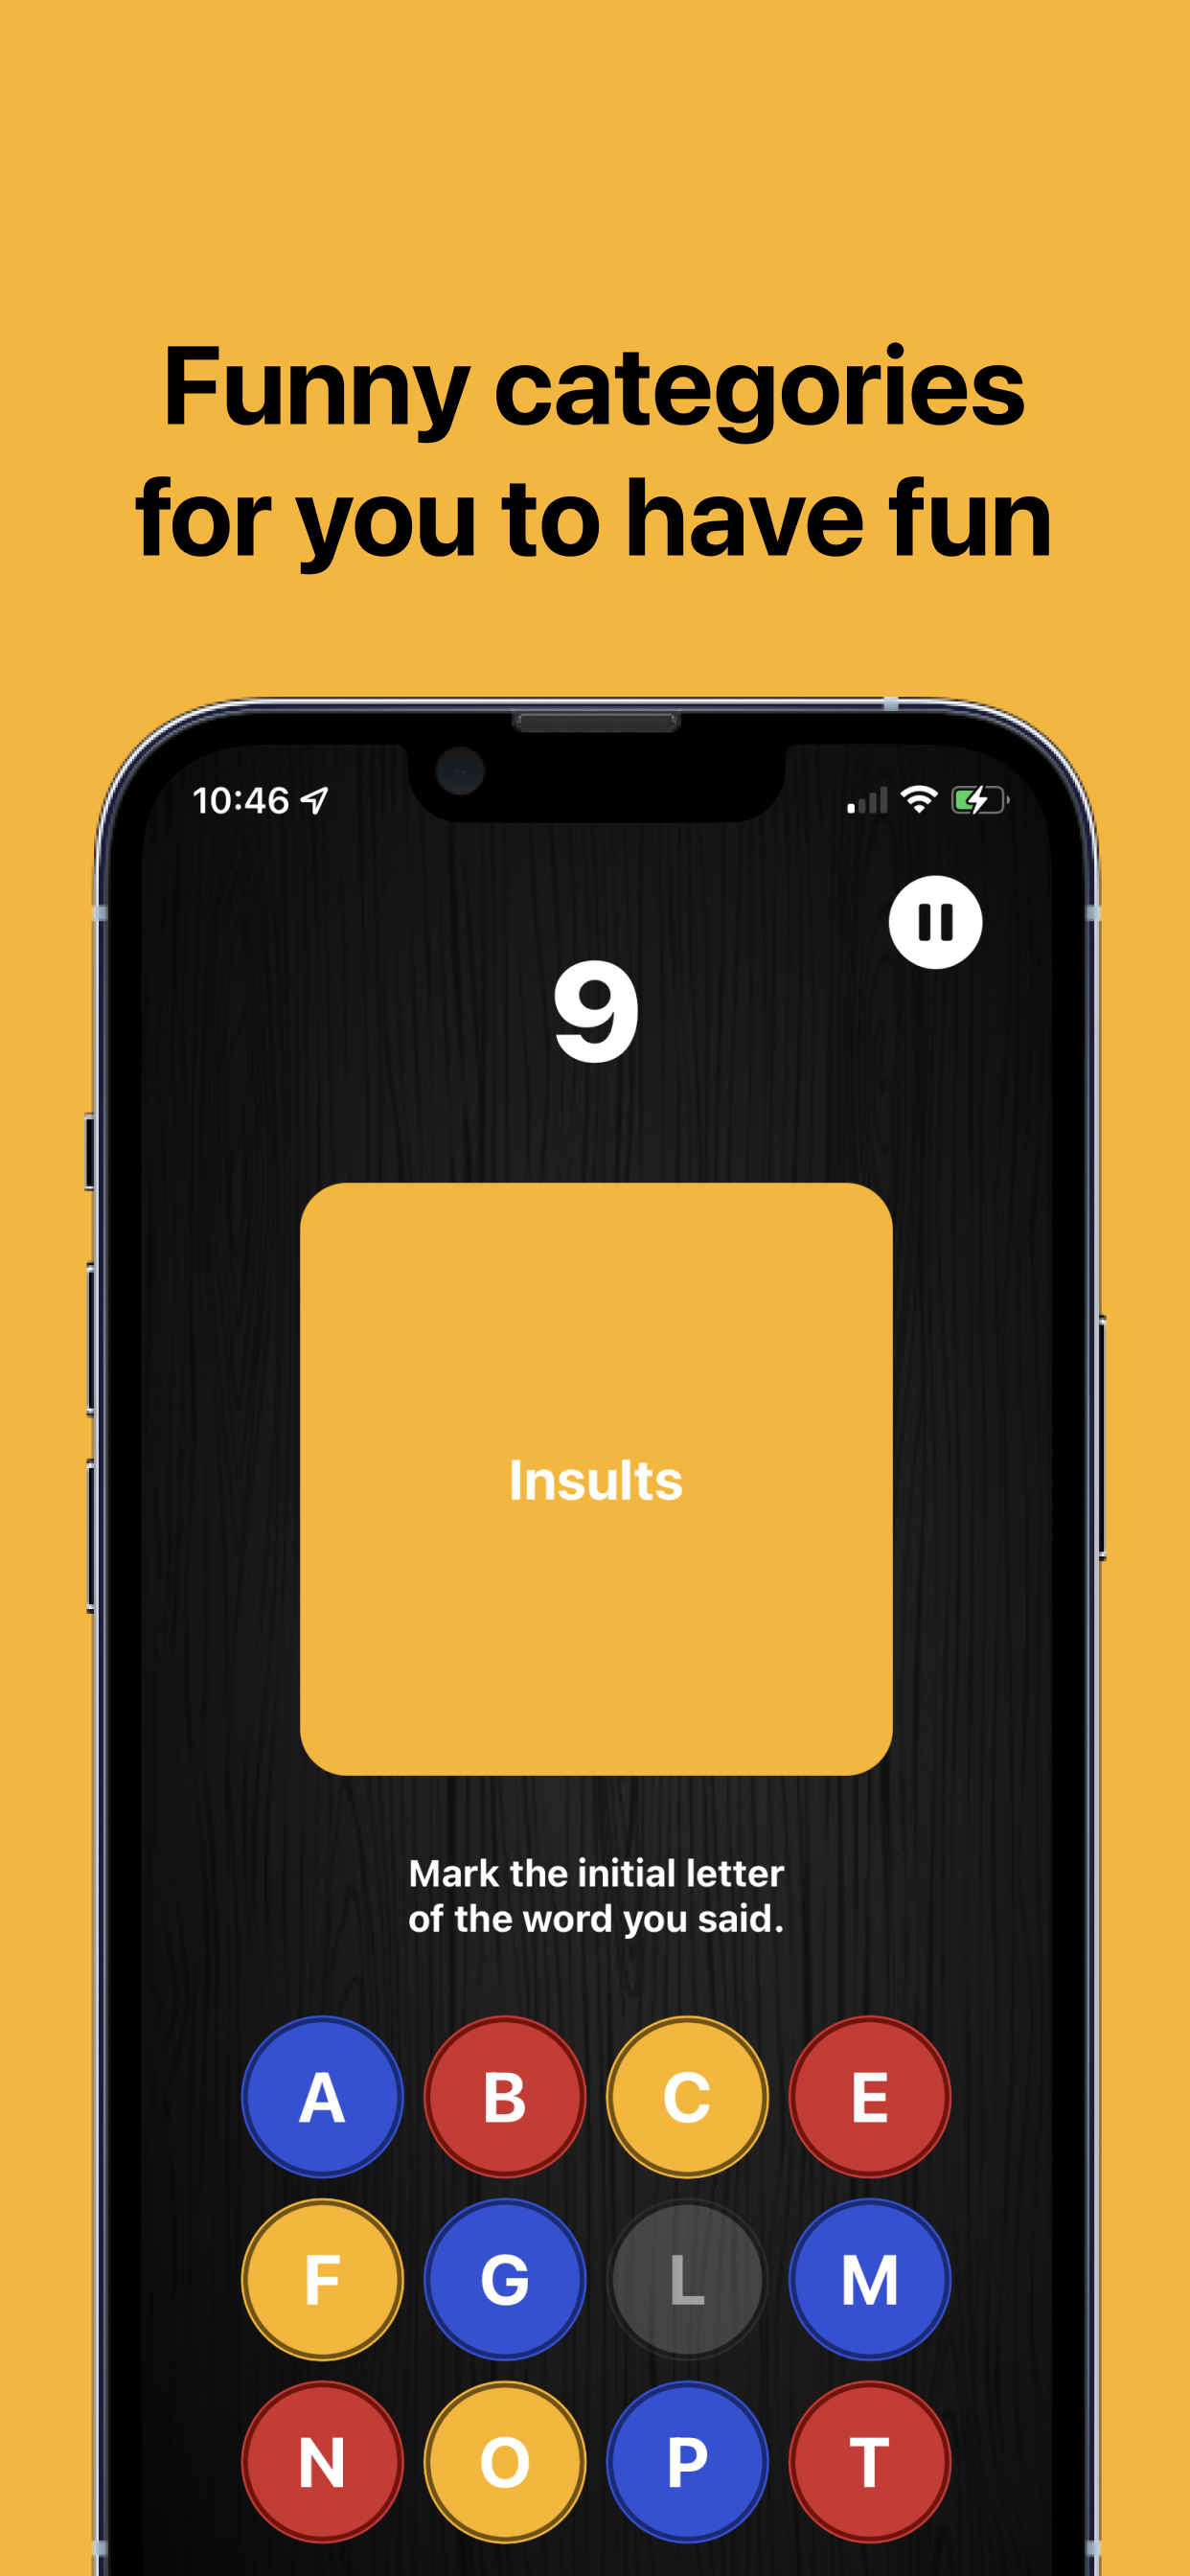 Funny categories
for you to have fun
10:46
9
Insults
Mark the initial letter
of the word you said.
A B C E
F G L M
N O P T